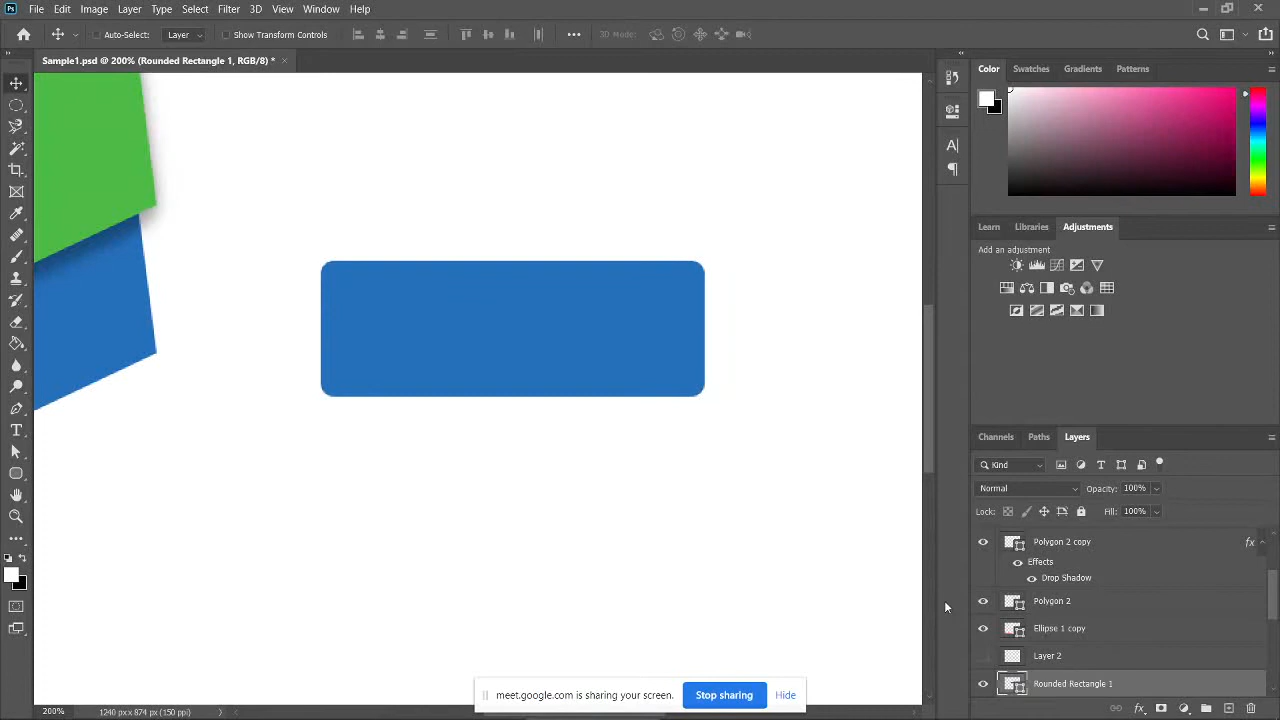 Ps File Edit Image Layer Type Select Filter 3D View Window Help
Auto-Select: Layer Show Transform Controls 3D Mode:
Sample1.psd @ 200% (Rounded Rectangle 1, RGB/8) *
Color Swatches Gradients Patterns
Learn Libraries Adjustments
Add an adjustment
Channels Paths Layers
Kind
Normal Opacity: 100%
Lock: Fill: 100%
Polygon 2 copy fx
Effects
Drop Shadow
Polygon 2
Ellipse 1 copy
Layer 2
Rounded Rectangle 1
meet.google.com is sharing your screen. Stop sharing Hide
200% 1240 px x 874 px (150 ppi)